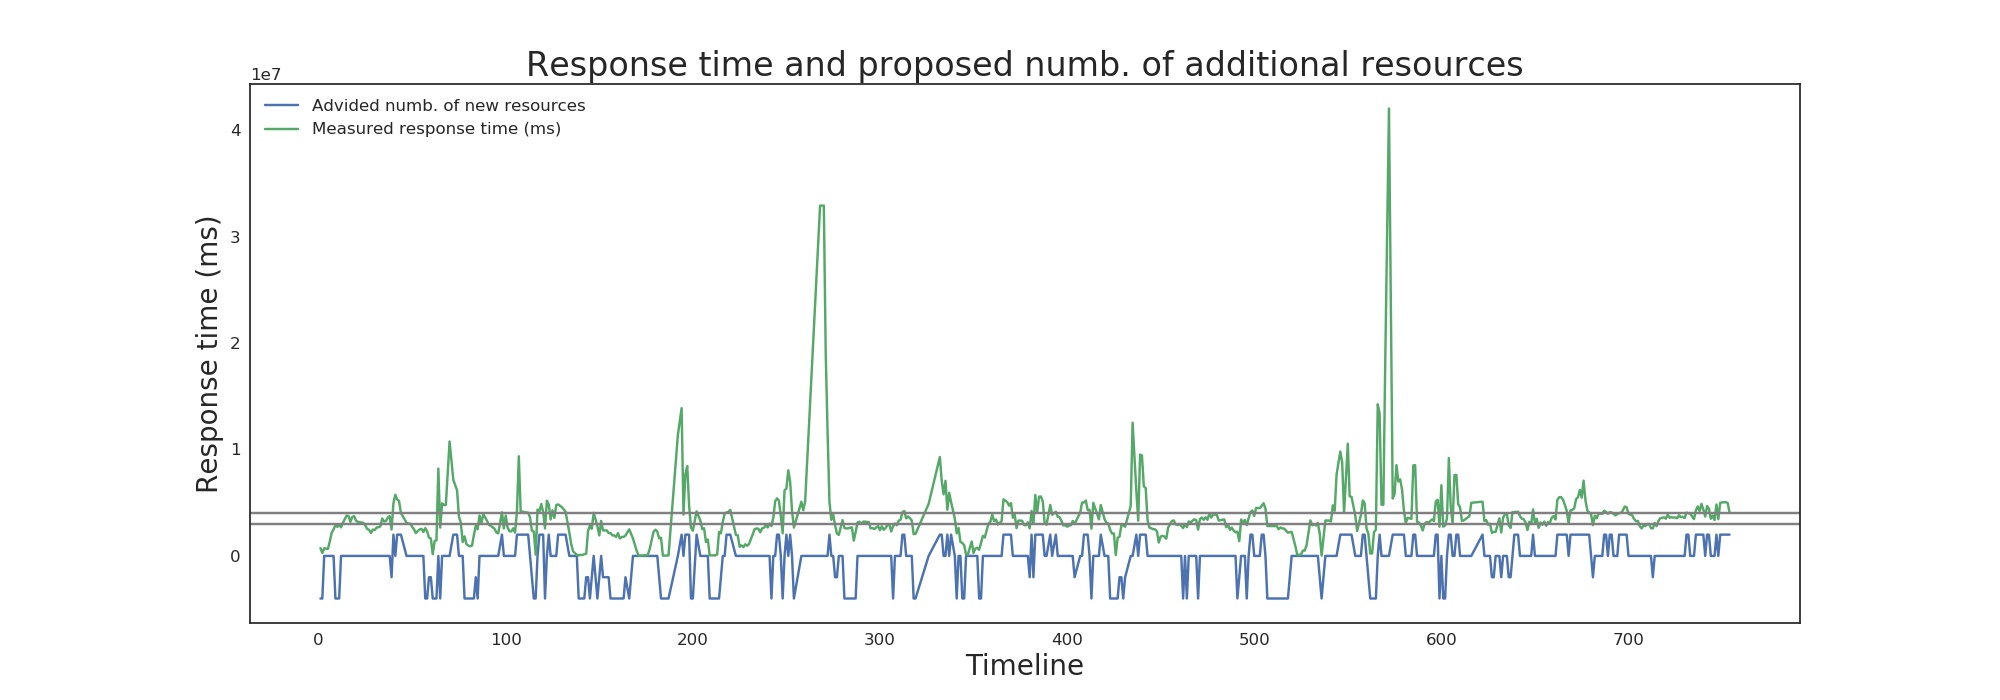 Response time and proposed numb. of additional resources
1e7
Advided numb. of new resources
Measured response time (ms)
4
3
2
1
0
Response time (ms)
0 100 200 300 400 500 600 700
Timeline